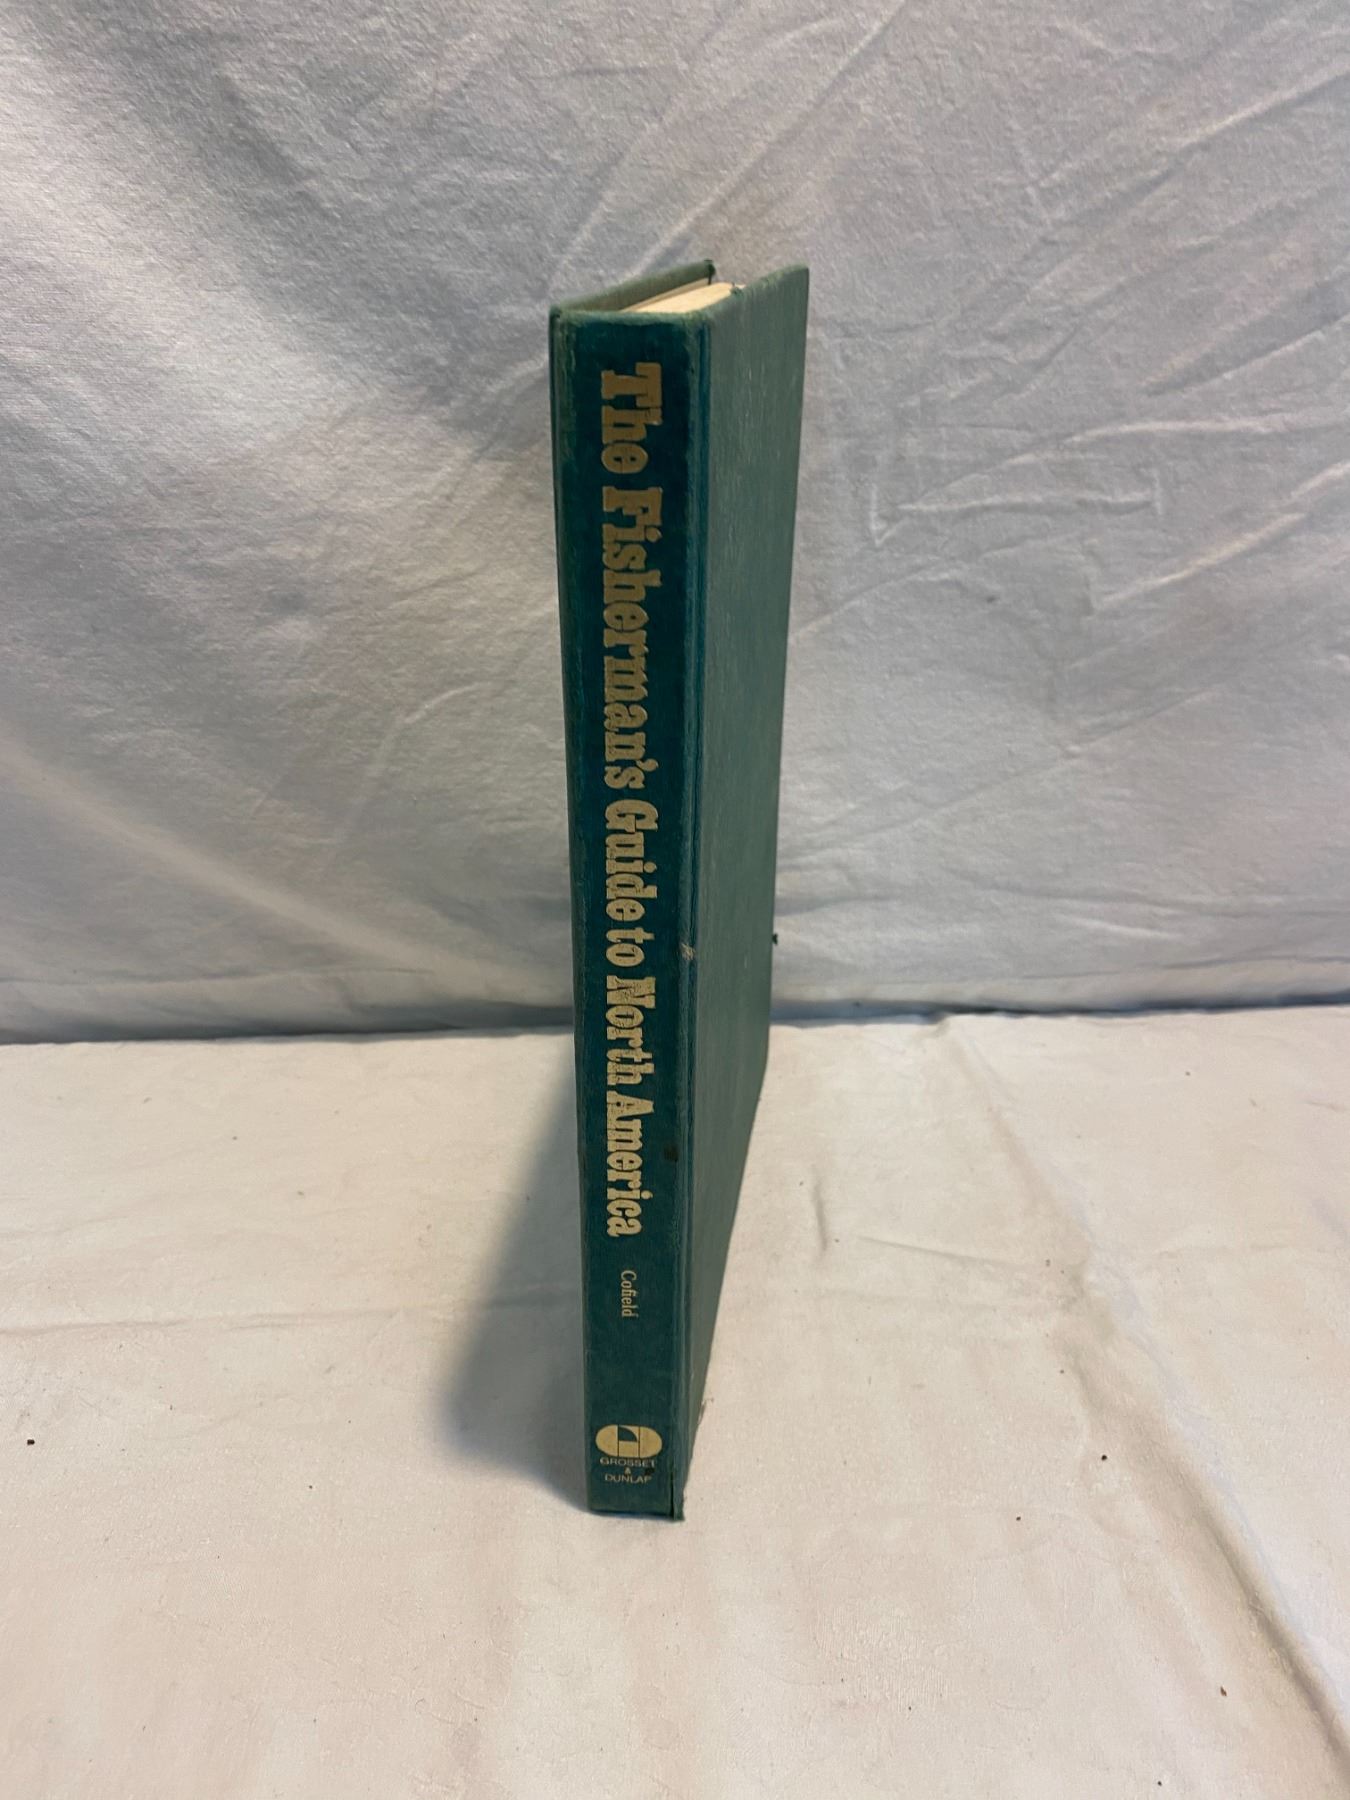 The Fisherman's Guide to North America
Cofield
GROSSET
&
DUNLAP